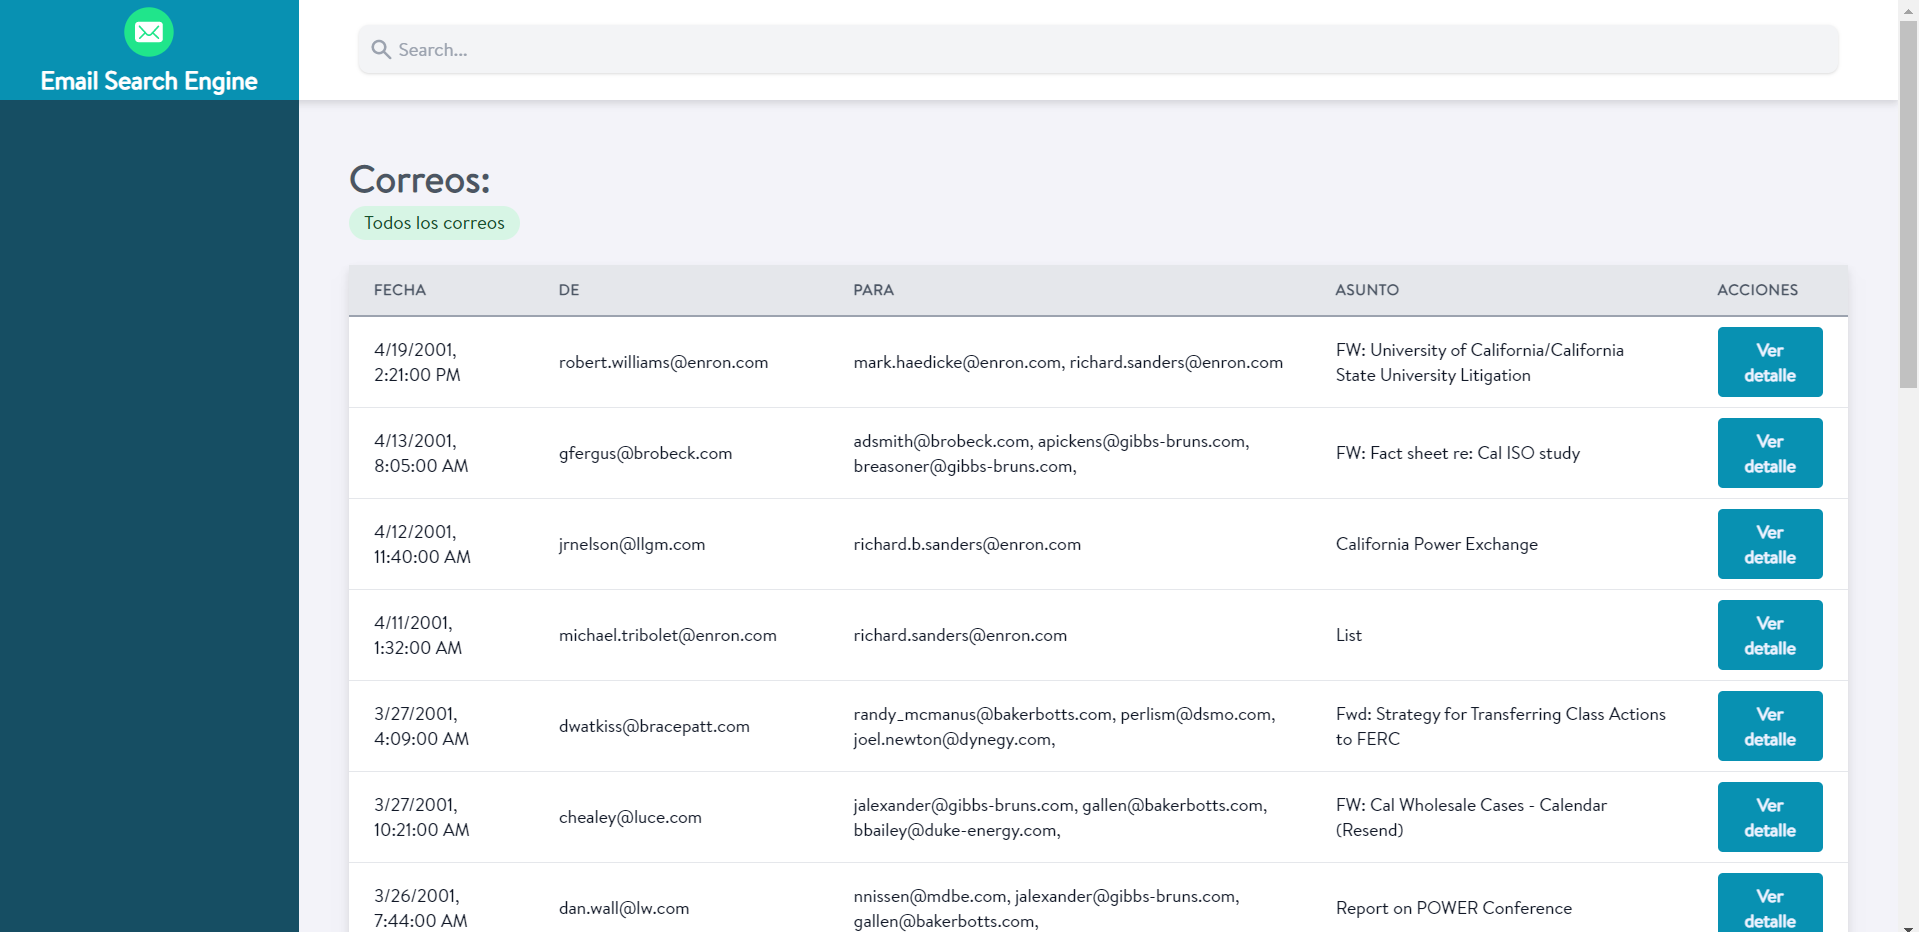 Email Search Engine
Search...
Correos:
Todos los correos
FECHA DE PARA ASUNTO ACCIONES
4/19/2001, 2:21:00 PM robert.williams@enron.com mark.haedicke@enron.com, richard.sanders@enron.com FW: University of California/California State University Litigation Ver detalle
4/13/2001, 8:05:00 AM gfergus@brobeck.com adsmith@brobeck.com, apickens@gibbs-bruns.com, breasoner@gibbs-bruns.com, FW: Fact sheet re: Cal ISO study Ver detalle
4/12/2001, 11:40:00 AM jrnelson@llgm.com richard.b.sanders@enron.com California Power Exchange Ver detalle
4/11/2001, 1:32:00 AM michael.tribolet@enron.com richard.sanders@enron.com List Ver detalle
3/27/2001, 4:09:00 AM dwatkiss@bracepatt.com randy_mcmanus@bakerbotts.com, perlism@dsmo.com, joel.newton@dynegy.com, Fwd: Strategy for Transferring Class Actions to FERC Ver detalle
3/27/2001, 10:21:00 AM chealey@luce.com jalexander@gibbs-bruns.com, gallen@bakerbotts.com, bbailey@duke-energy.com, FW: Cal Wholesale Cases - Calendar (Resend) Ver detalle
3/26/2001, 7:44:00 AM dan.wall@lw.com nnissen@mdbe.com, jalexander@gibbs-bruns.com, gallen@bakerbotts.com, Report on POWER Conference Ver detalle